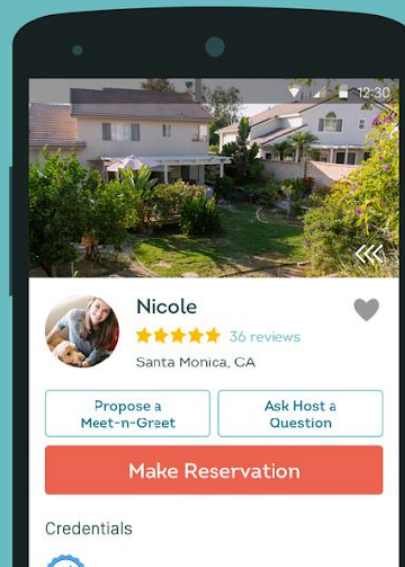 12:30
Nicole
36 reviews
Santa Monica, CA
Propose a
Meet-n-Greet
Ask Host a
Question
Make Reservation
Credentials